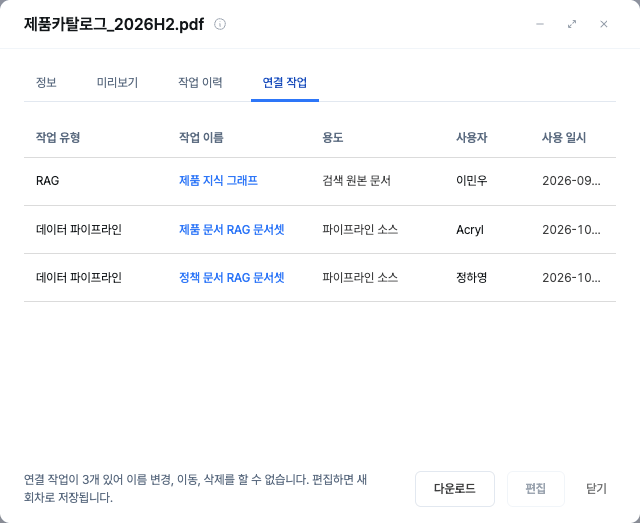 제품카탈로그_2026H2.pdf
정보 미리보기 작업 이력 연결 작업
작업 유형 작업 이름 용도 사용자 사용 일시
RAG 제품 지식 그래프 검색 원본 문서 이민우 2026-09...
데이터 파이프라인 제품 문서 RAG 문서셋 파이프라인 소스 Acryl 2026-10...
데이터 파이프라인 정책 문서 RAG 문서셋 파이프라인 소스 정하영 2026-10...
연결 작업이 3개 있어 이름 변경, 이동, 삭제를 할 수 없습니다. 편집하면 새
회차로 저장됩니다.
다운로드 편집 닫기